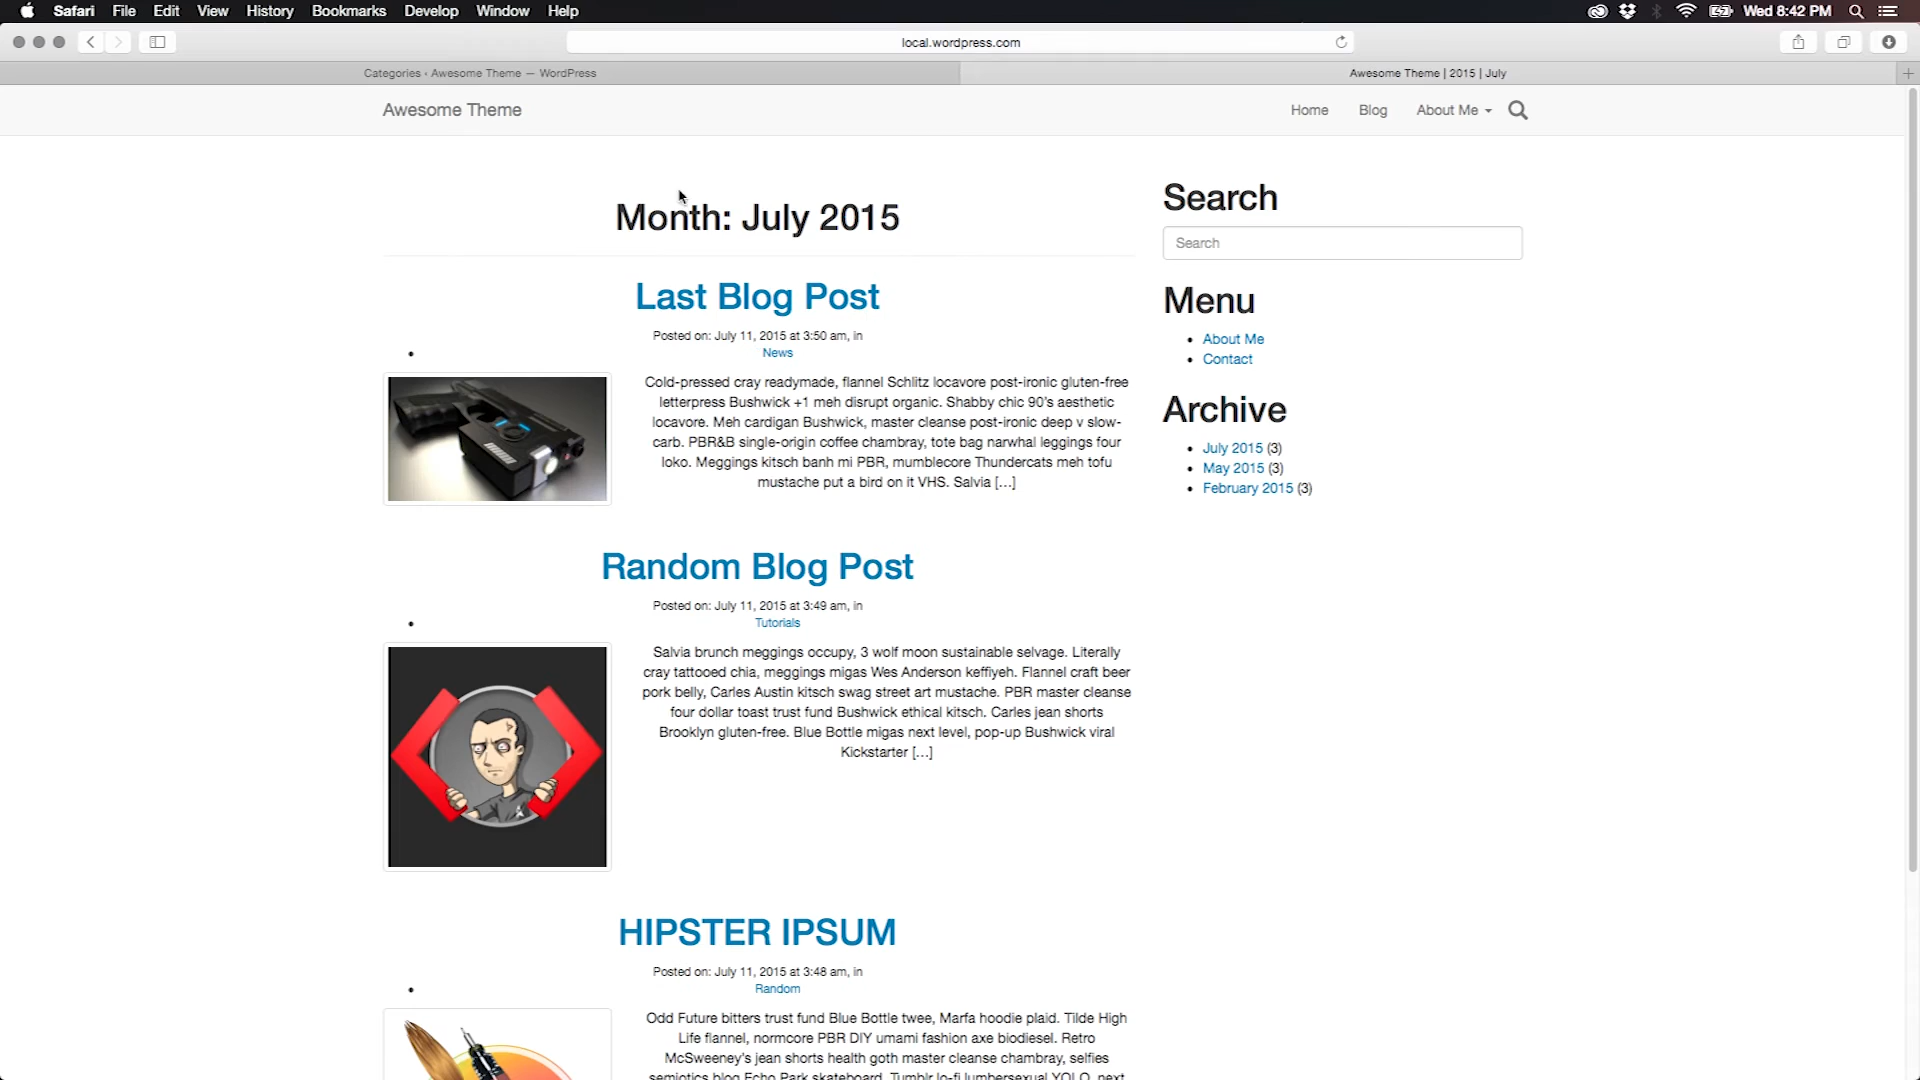 Safari File Edit View History Bookmarks Develop Window Help Wed 8:42 PM
local.wordpress.com
Categories ‹ Awesome Theme — WordPress Awesome Theme | 2015 | July
Awesome Theme Home Blog About Me
Month: July 2015
Last Blog Post
Posted on: July 11, 2015 at 3:50 am, in
News
Cold-pressed cray readymade, flannel Schlitz locavore post-ironic gluten-free
letterpress Bushwick +1 meh disrupt organic. Shabby chic 90's aesthetic
locavore. Meh cardigan Bushwick, master cleanse post-ironic deep v slow-
carb. PBR&B single-origin coffee chambray, tote bag narwhal leggings four
loko. Meggings kitsch banh mi PBR, mumblecore Thundercats meh tofu
mustache put a bird on it VHS. Salvia [...]
Random Blog Post
Posted on: July 11, 2015 at 3:49 am, in
Tutorials
Salvia brunch meggings occupy, 3 wolf moon sustainable selvage. Literally
cray tattooed chia, meggings migas Wes Anderson keffiyeh. Flannel craft beer
pork belly, Carles Austin kitsch swag street art mustache. PBR master cleanse
four dollar toast trust fund Bushwick ethical kitsch. Carles jean shorts
Brooklyn gluten-free. Blue Bottle migas next level, pop-up Bushwick viral
Kickstarter [...]
HIPSTER IPSUM
Posted on: July 11, 2015 at 3:48 am, in
Random
Odd Future bitters trust fund Blue Bottle twee, Marfa hoodie plaid. Tilde High
Life flannel, normcore PBR DIY umami fashion axe biodiesel. Retro
McSweeney's jean shorts health goth master cleanse chambray, selfies
semiotics blog Echo Park skateboard. Tumblr lo-fi lumbersexual YOLO, next
Search
Search
Menu
About Me
Contact
Archive
July 2015 (3)
May 2015 (3)
February 2015 (3)